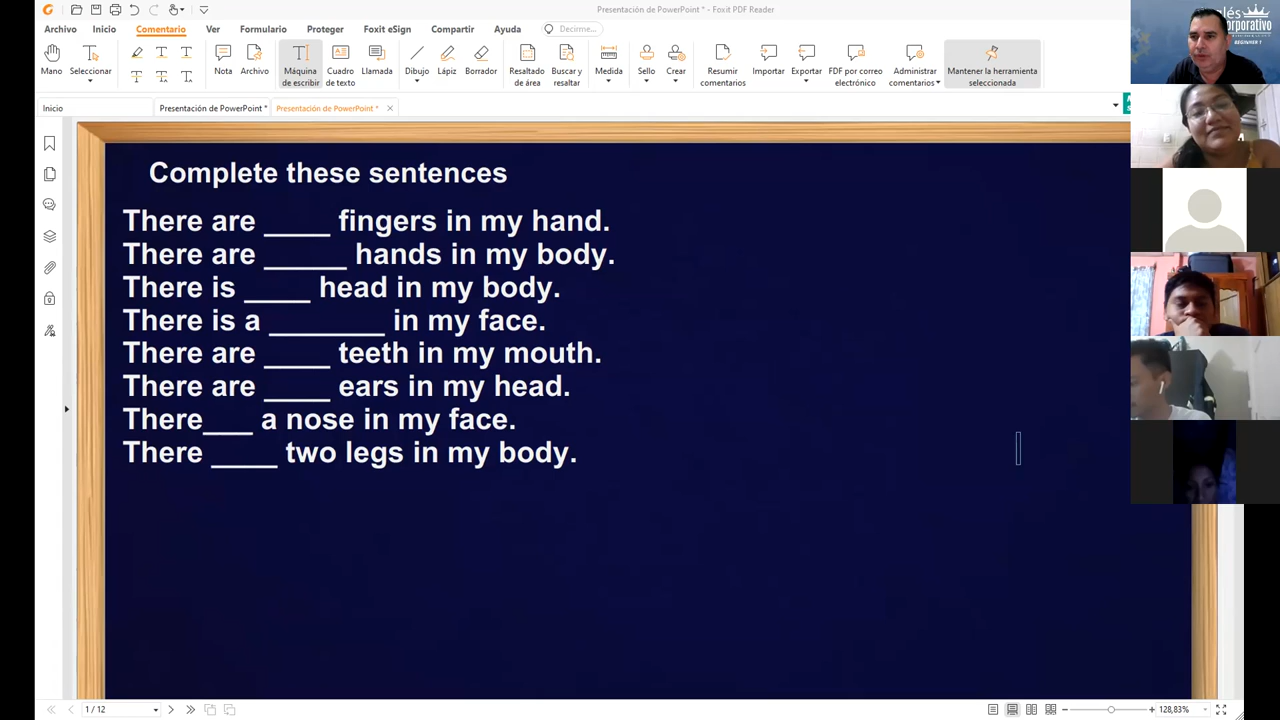 Presentación de PowerPoint * - Foxit PDF Reader
Archivo Inicio Comentario Ver Formulario Proteger Foxit eSign Compartir Ayuda Decirme...
Mano Seleccionar Nota Archivo Máquina de escribir Cuadro de texto Llamada Dibujo Lápiz Borrador Resaltado de área Buscar y resaltar Medida Sello Crear Resumir comentarios Importar Exportar FDF por correo electrónico Administrar comentarios Mantener la herramienta seleccionada
Inicio Presentación de PowerPoint * Presentación de PowerPoint *
Complete these sentences
There are ____ fingers in my hand.
There are _____ hands in my body.
There is ____ head in my body.
There is a _______ in my face.
There are ____ teeth in my mouth.
There are ____ ears in my head.
There___ a nose in my face.
There ____ two legs in my body.
1 / 12
128,83%